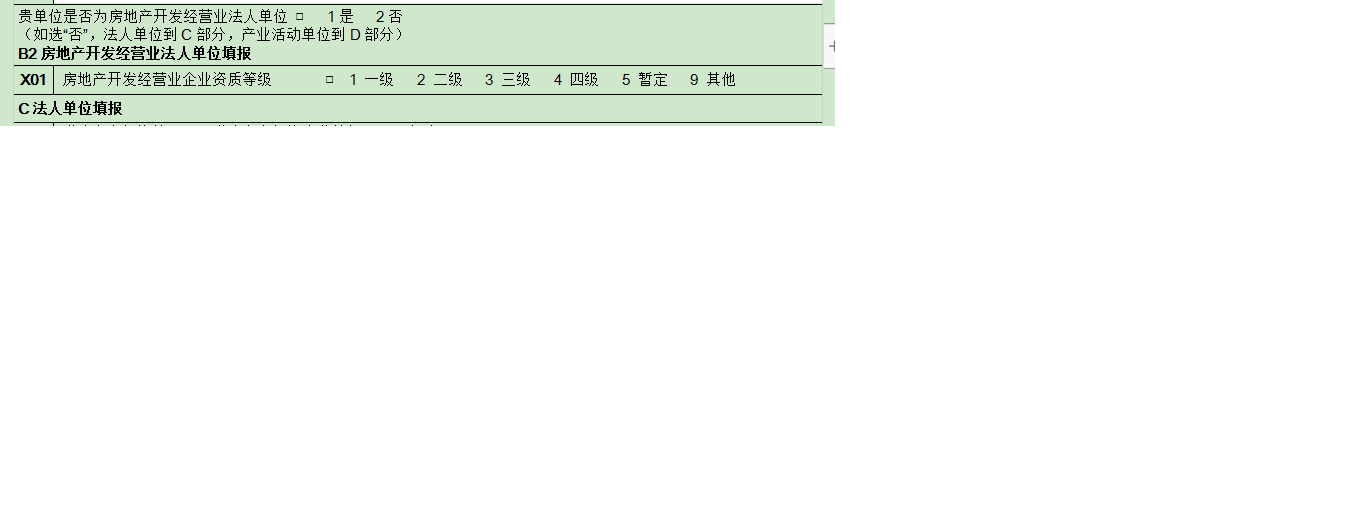 贵单位是否为房地产开发经营业法人单位 □ 1 是 2 否
（如选“否”，法人单位到 C 部分，产业活动单位到 D 部分）
B2 房地产开发经营业法人单位填报
X01 房地产开发经营业企业资质等级 □ 1 一级 2 二级 3 三级 4 四级 5 暂定 9 其他
C 法人单位填报